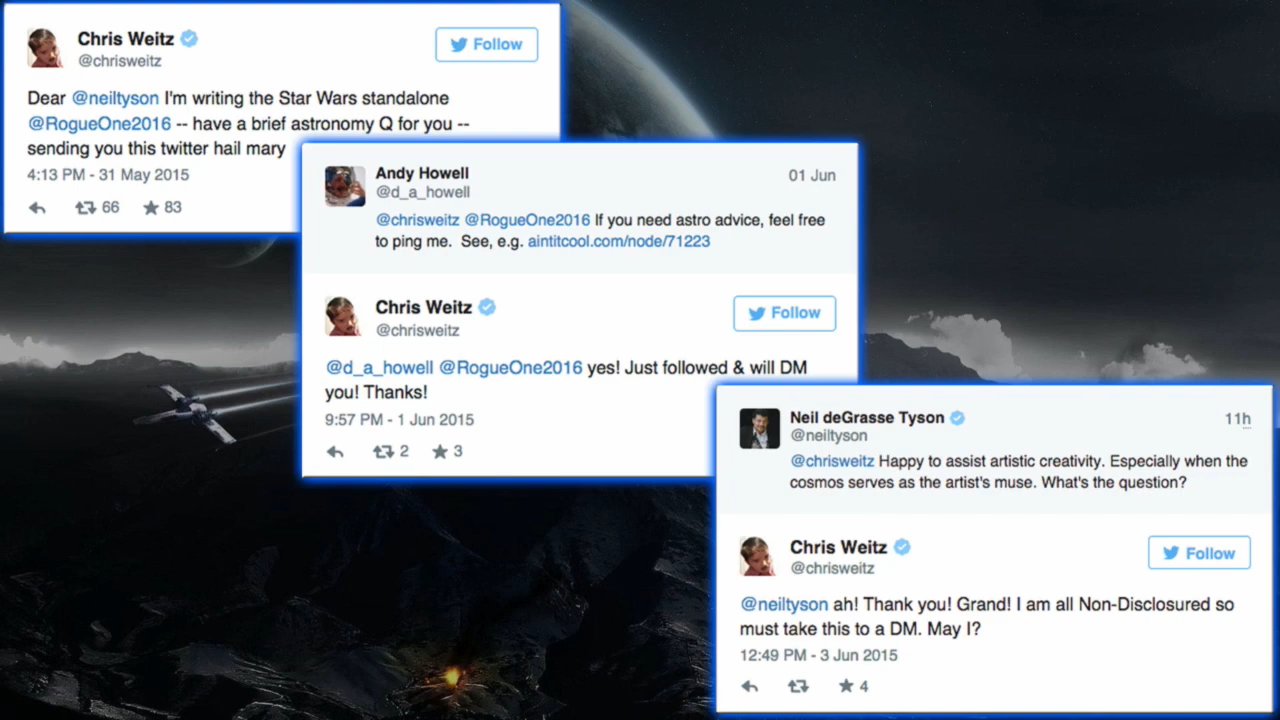 Chris Weitz
@chrisweitz
Follow
Dear @neiltyson I'm writing the Star Wars standalone
@RogueOne2016 -- have a brief astronomy Q for you --
sending you this twitter hail mary
4:13 PM - 31 May 2015
66 83
Andy Howell
@d_a_howell
01 Jun
@chrisweitz @RogueOne2016 If you need astro advice, feel free
to ping me. See, e.g. aintitcool.com/node/71223
Chris Weitz
@chrisweitz
Follow
@d_a_howell @RogueOne2016 yes! Just followed & will DM
you! Thanks!
9:57 PM - 1 Jun 2015
2 3
Neil deGrasse Tyson
@neiltyson
11h
@chrisweitz Happy to assist artistic creativity. Especially when the
cosmos serves as the artist's muse. What's the question?
Chris Weitz
@chrisweitz
Follow
@neiltyson ah! Thank you! Grand! I am all Non-Disclosured so
must take this to a DM. May I?
12:49 PM - 3 Jun 2015
4